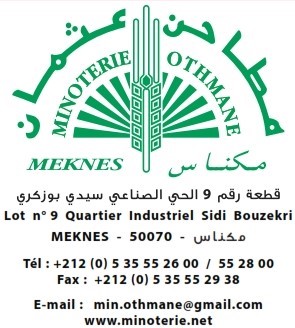 مطاحن عثمان
MINOTERIE OTHMANE
MEKNES مكناس
قطعة رقم 9 الحي الصناعي سيدي بوزكري
Lot n° 9 Quartier Industriel Sidi Bouzekri
MEKNES - 50070 - مكناس
Tél : +212 (0) 5 35 55 26 00 / 55 28 00
Fax : +212 (0) 5 35 55 29 38
E-mail : min.othmane@gmail.com
www.minoterie.net